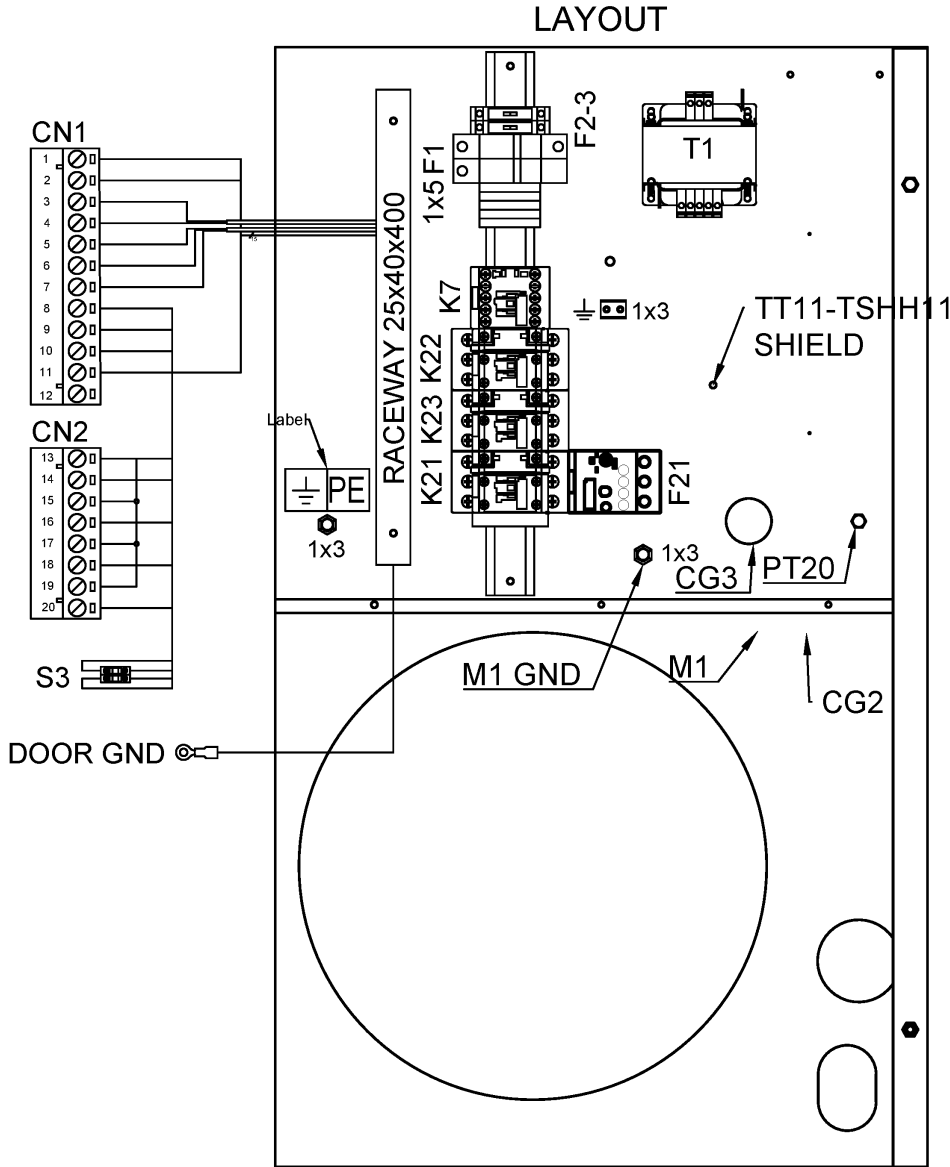 LAYOUT
CN1
1
2
3
4
5
6
7
8
9
10
11
12
CN2
13
14
15
16
17
18
19
20
S3
DOOR GND
Label
PE
1x3
RACEWAY 25x40x400
1x5 F1
F2-3
T1
K7
K22
K23
K21
F21
1x3
TT11-TSHH11
SHIELD
1x3
CG3
PT20
M1 GND
M1
CG2